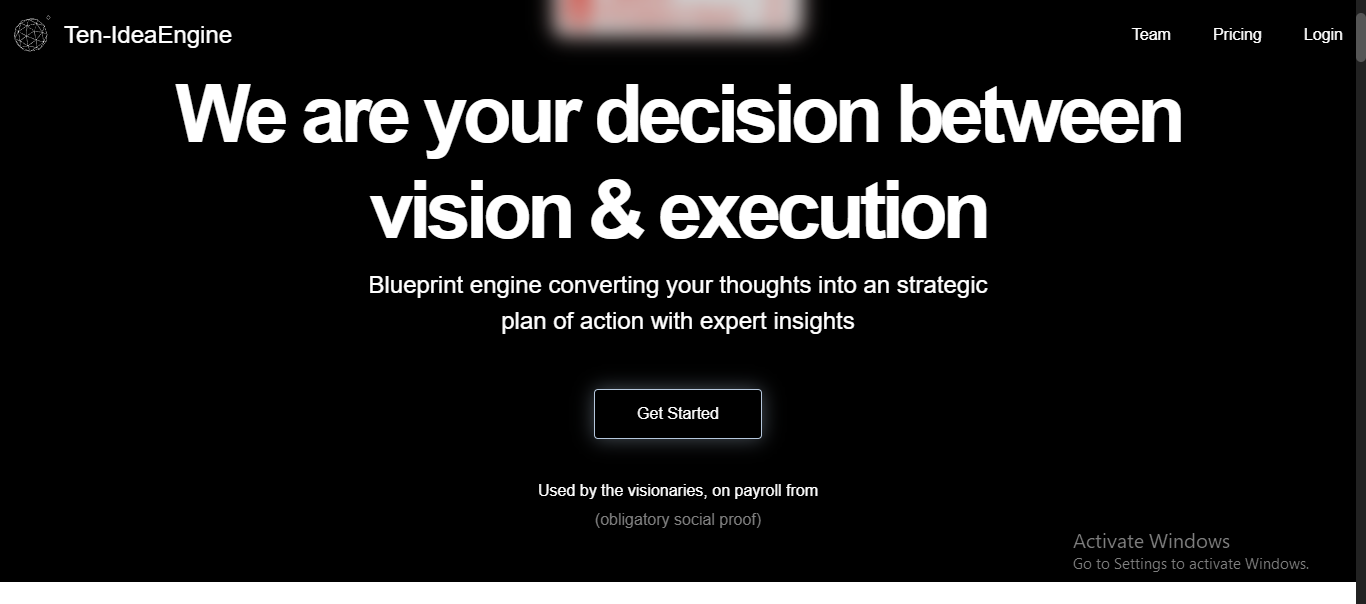 Ten-IdeaEngine
Team
Pricing
Login
We are your decision between
vision & execution
Blueprint engine converting your thoughts into an strategic
plan of action with expert insights
Get Started
Used by the visionaries, on payroll from
(obligatory social proof)
Activate Windows
Go to Settings to activate Windows.